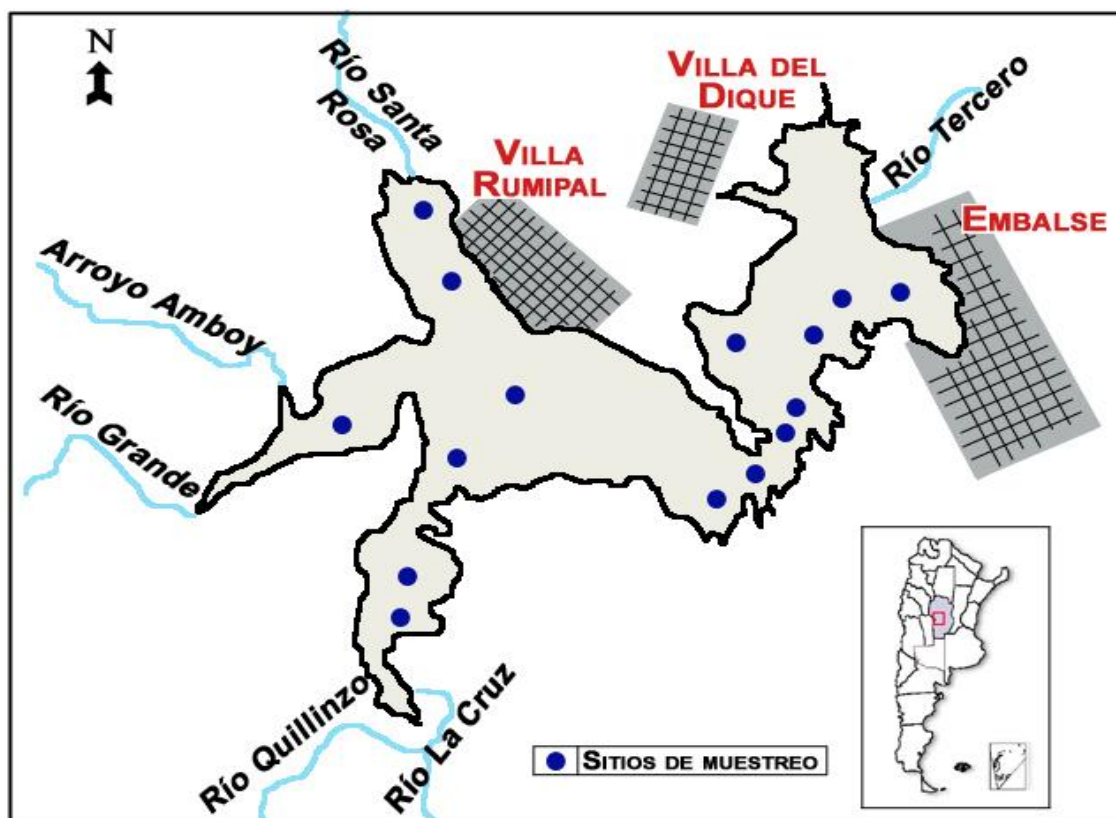 N
Río Santa
Rosa
VILLA DEL
DIQUE
Río Tercero
VILLA
RUMIPAL
EMBALSE
Arroyo Amboy
Río Grande
Río Quillinzo
Río La Cruz
SITIOS DE MUESTREO